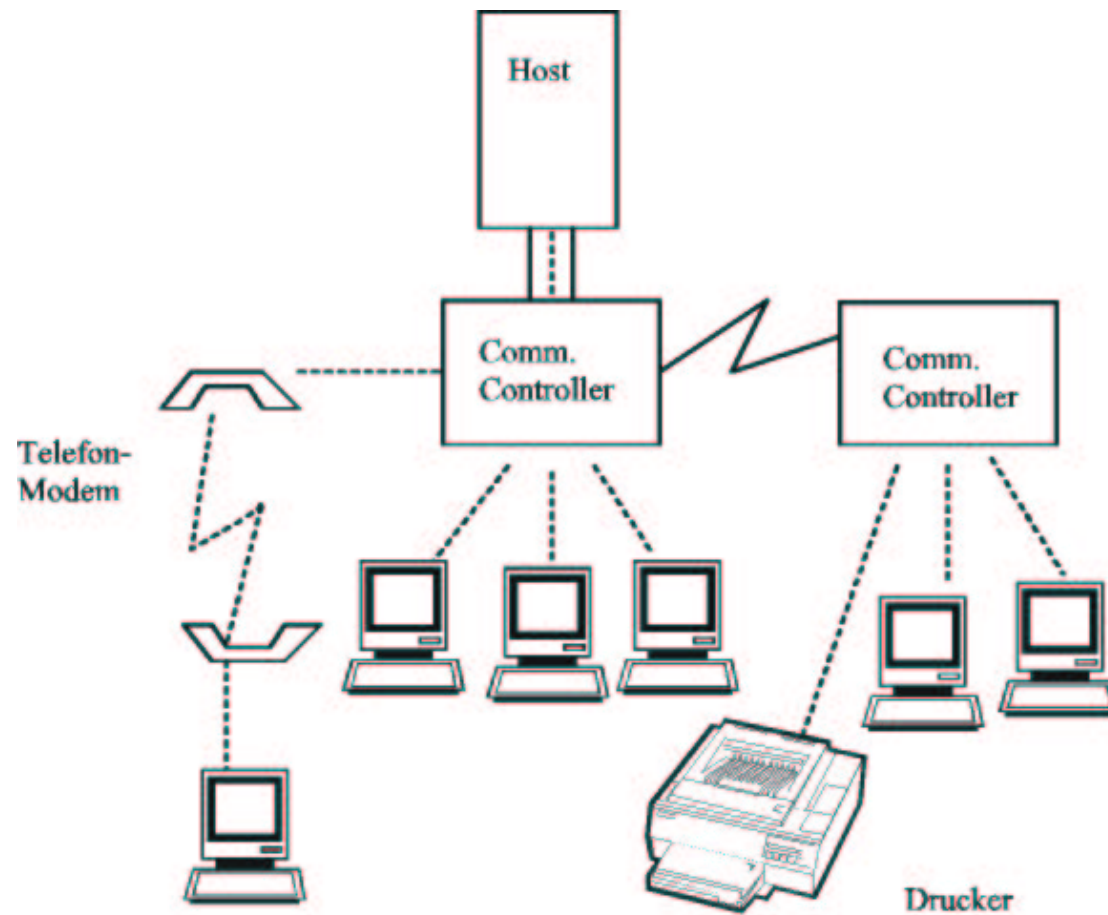 Host
Comm.
Controller
Comm.
Controller
Telefon-
Modem
Drucker